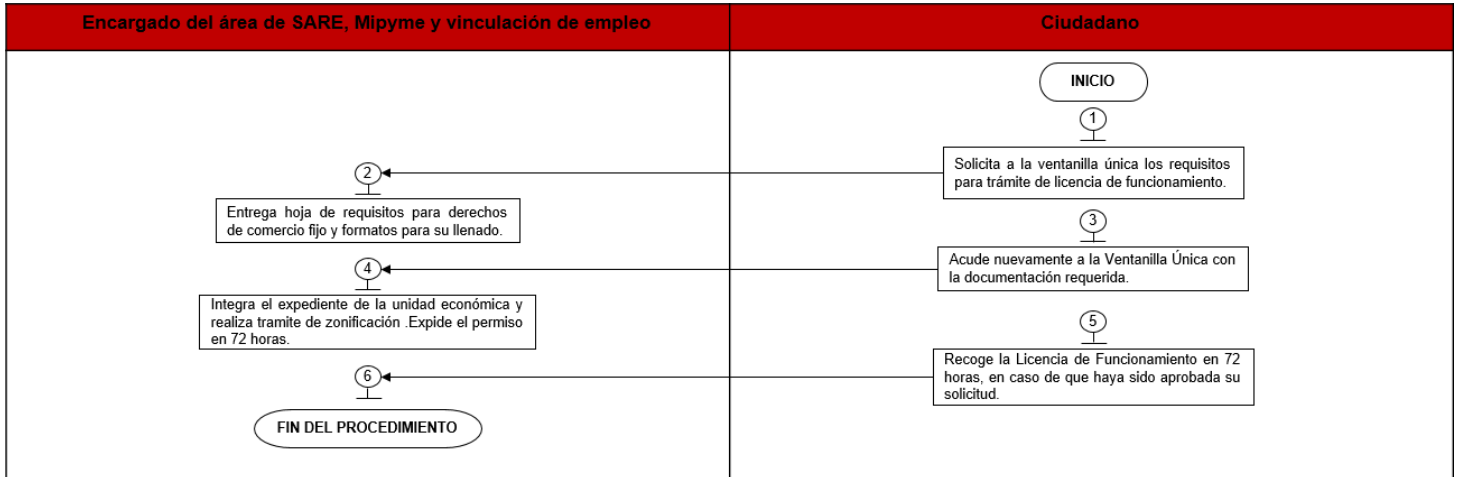 Encargado del área de SARE, Mipyme y vinculación de empleo
Ciudadano
INICIO
1
Solicita a la ventanilla única los requisitos
para trámite de licencia de funcionamiento.
2
Entrega hoja de requisitos para derechos
de comercio fijo y formatos para su llenado.
3
Acude nuevamente a la Ventanilla Única con
la documentación requerida.
4
Integra el expediente de la unidad económica y
realiza tramite de zonificación .Expide el permiso
en 72 horas.
5
Recoge la Licencia de Funcionamiento en 72
horas, en caso de que haya sido aprobada su
solicitud.
6
FIN DEL PROCEDIMIENTO